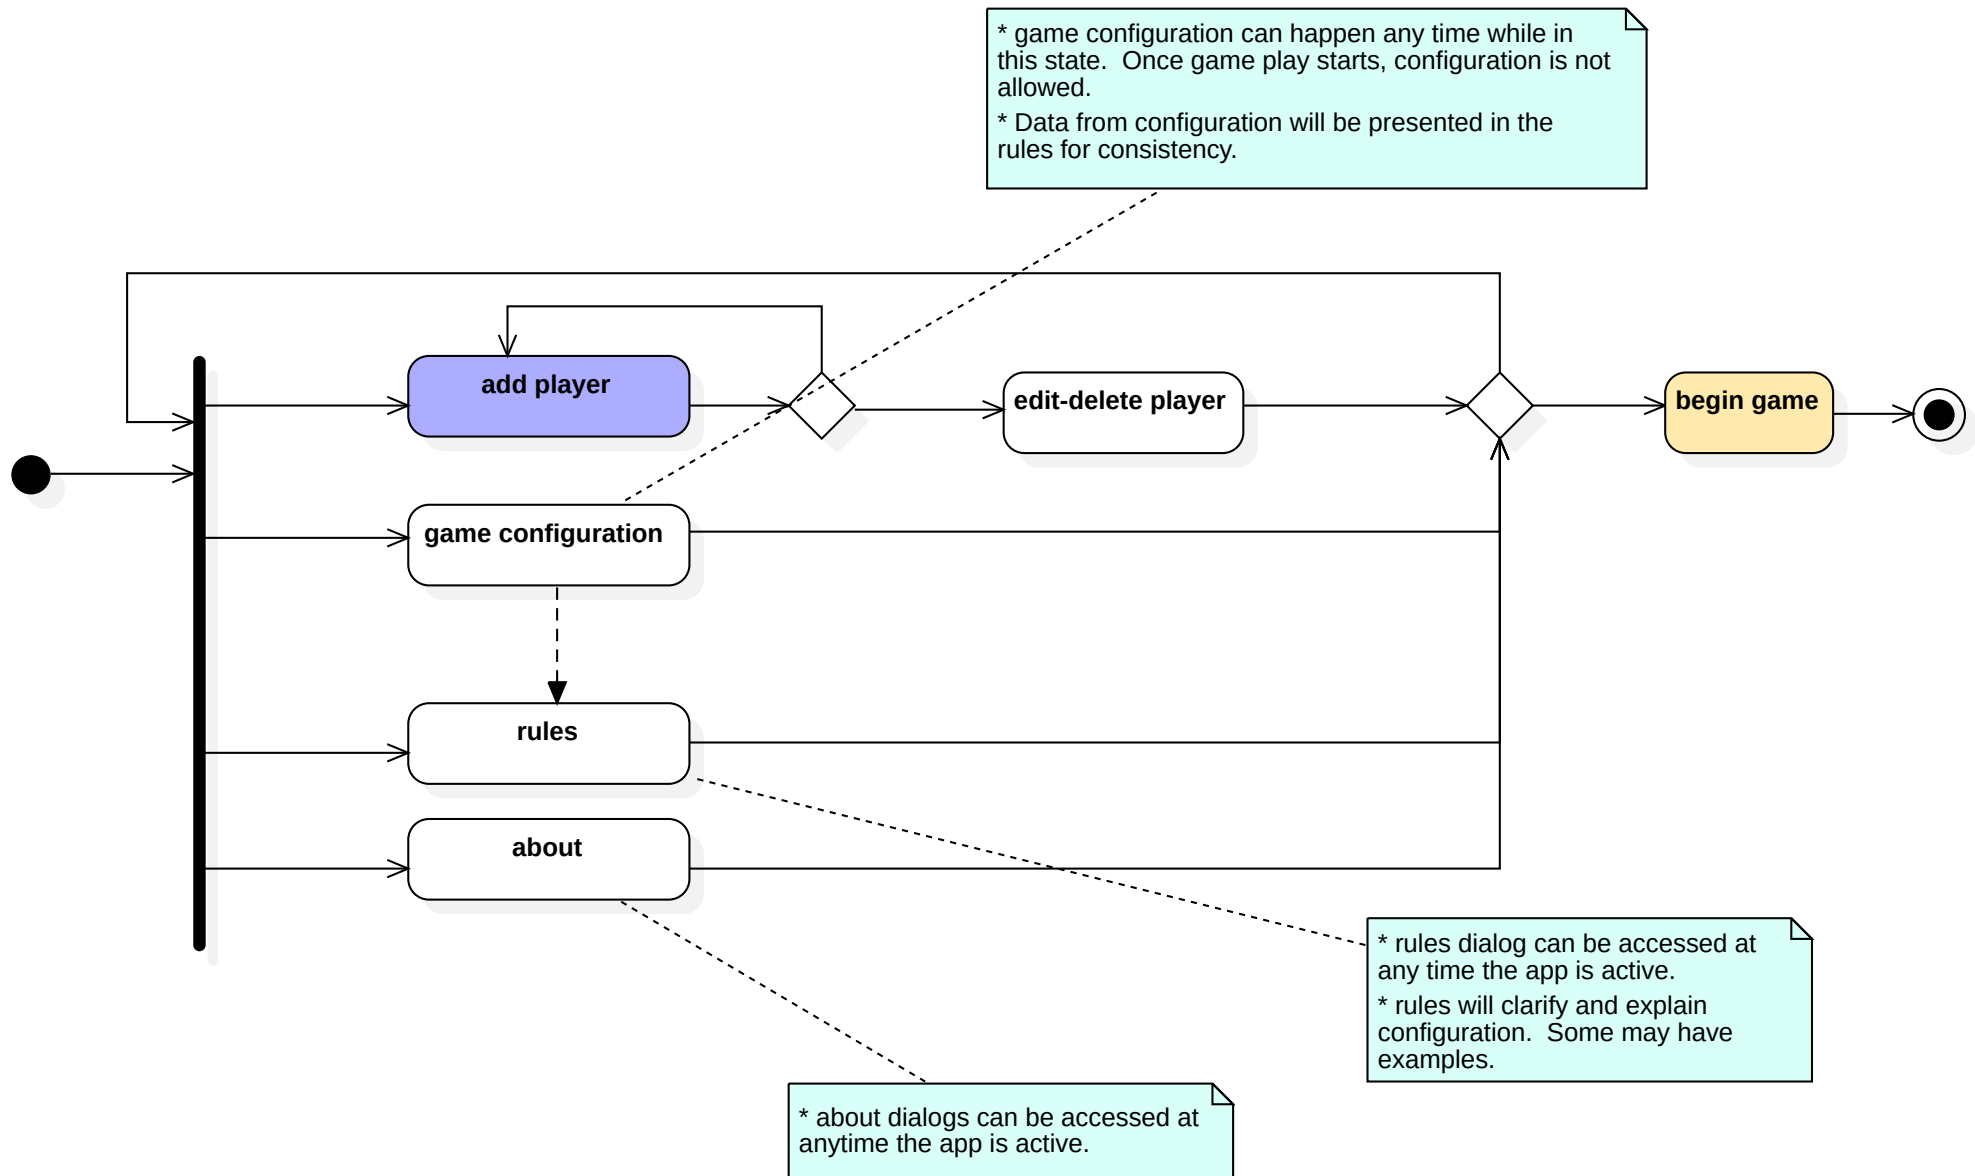 * game configuration can happen any time while in
this state.  Once game play starts, configuration is not
allowed.
* Data from configuration will be presented in the
rules for consistency.
add player
edit-delete player
begin game
game configuration
rules
about
* rules dialog can be accessed at
any time the app is active.
* rules will clarify and explain
configuration.  Some may have
examples.
* about dialogs can be accessed at
anytime the app is active.